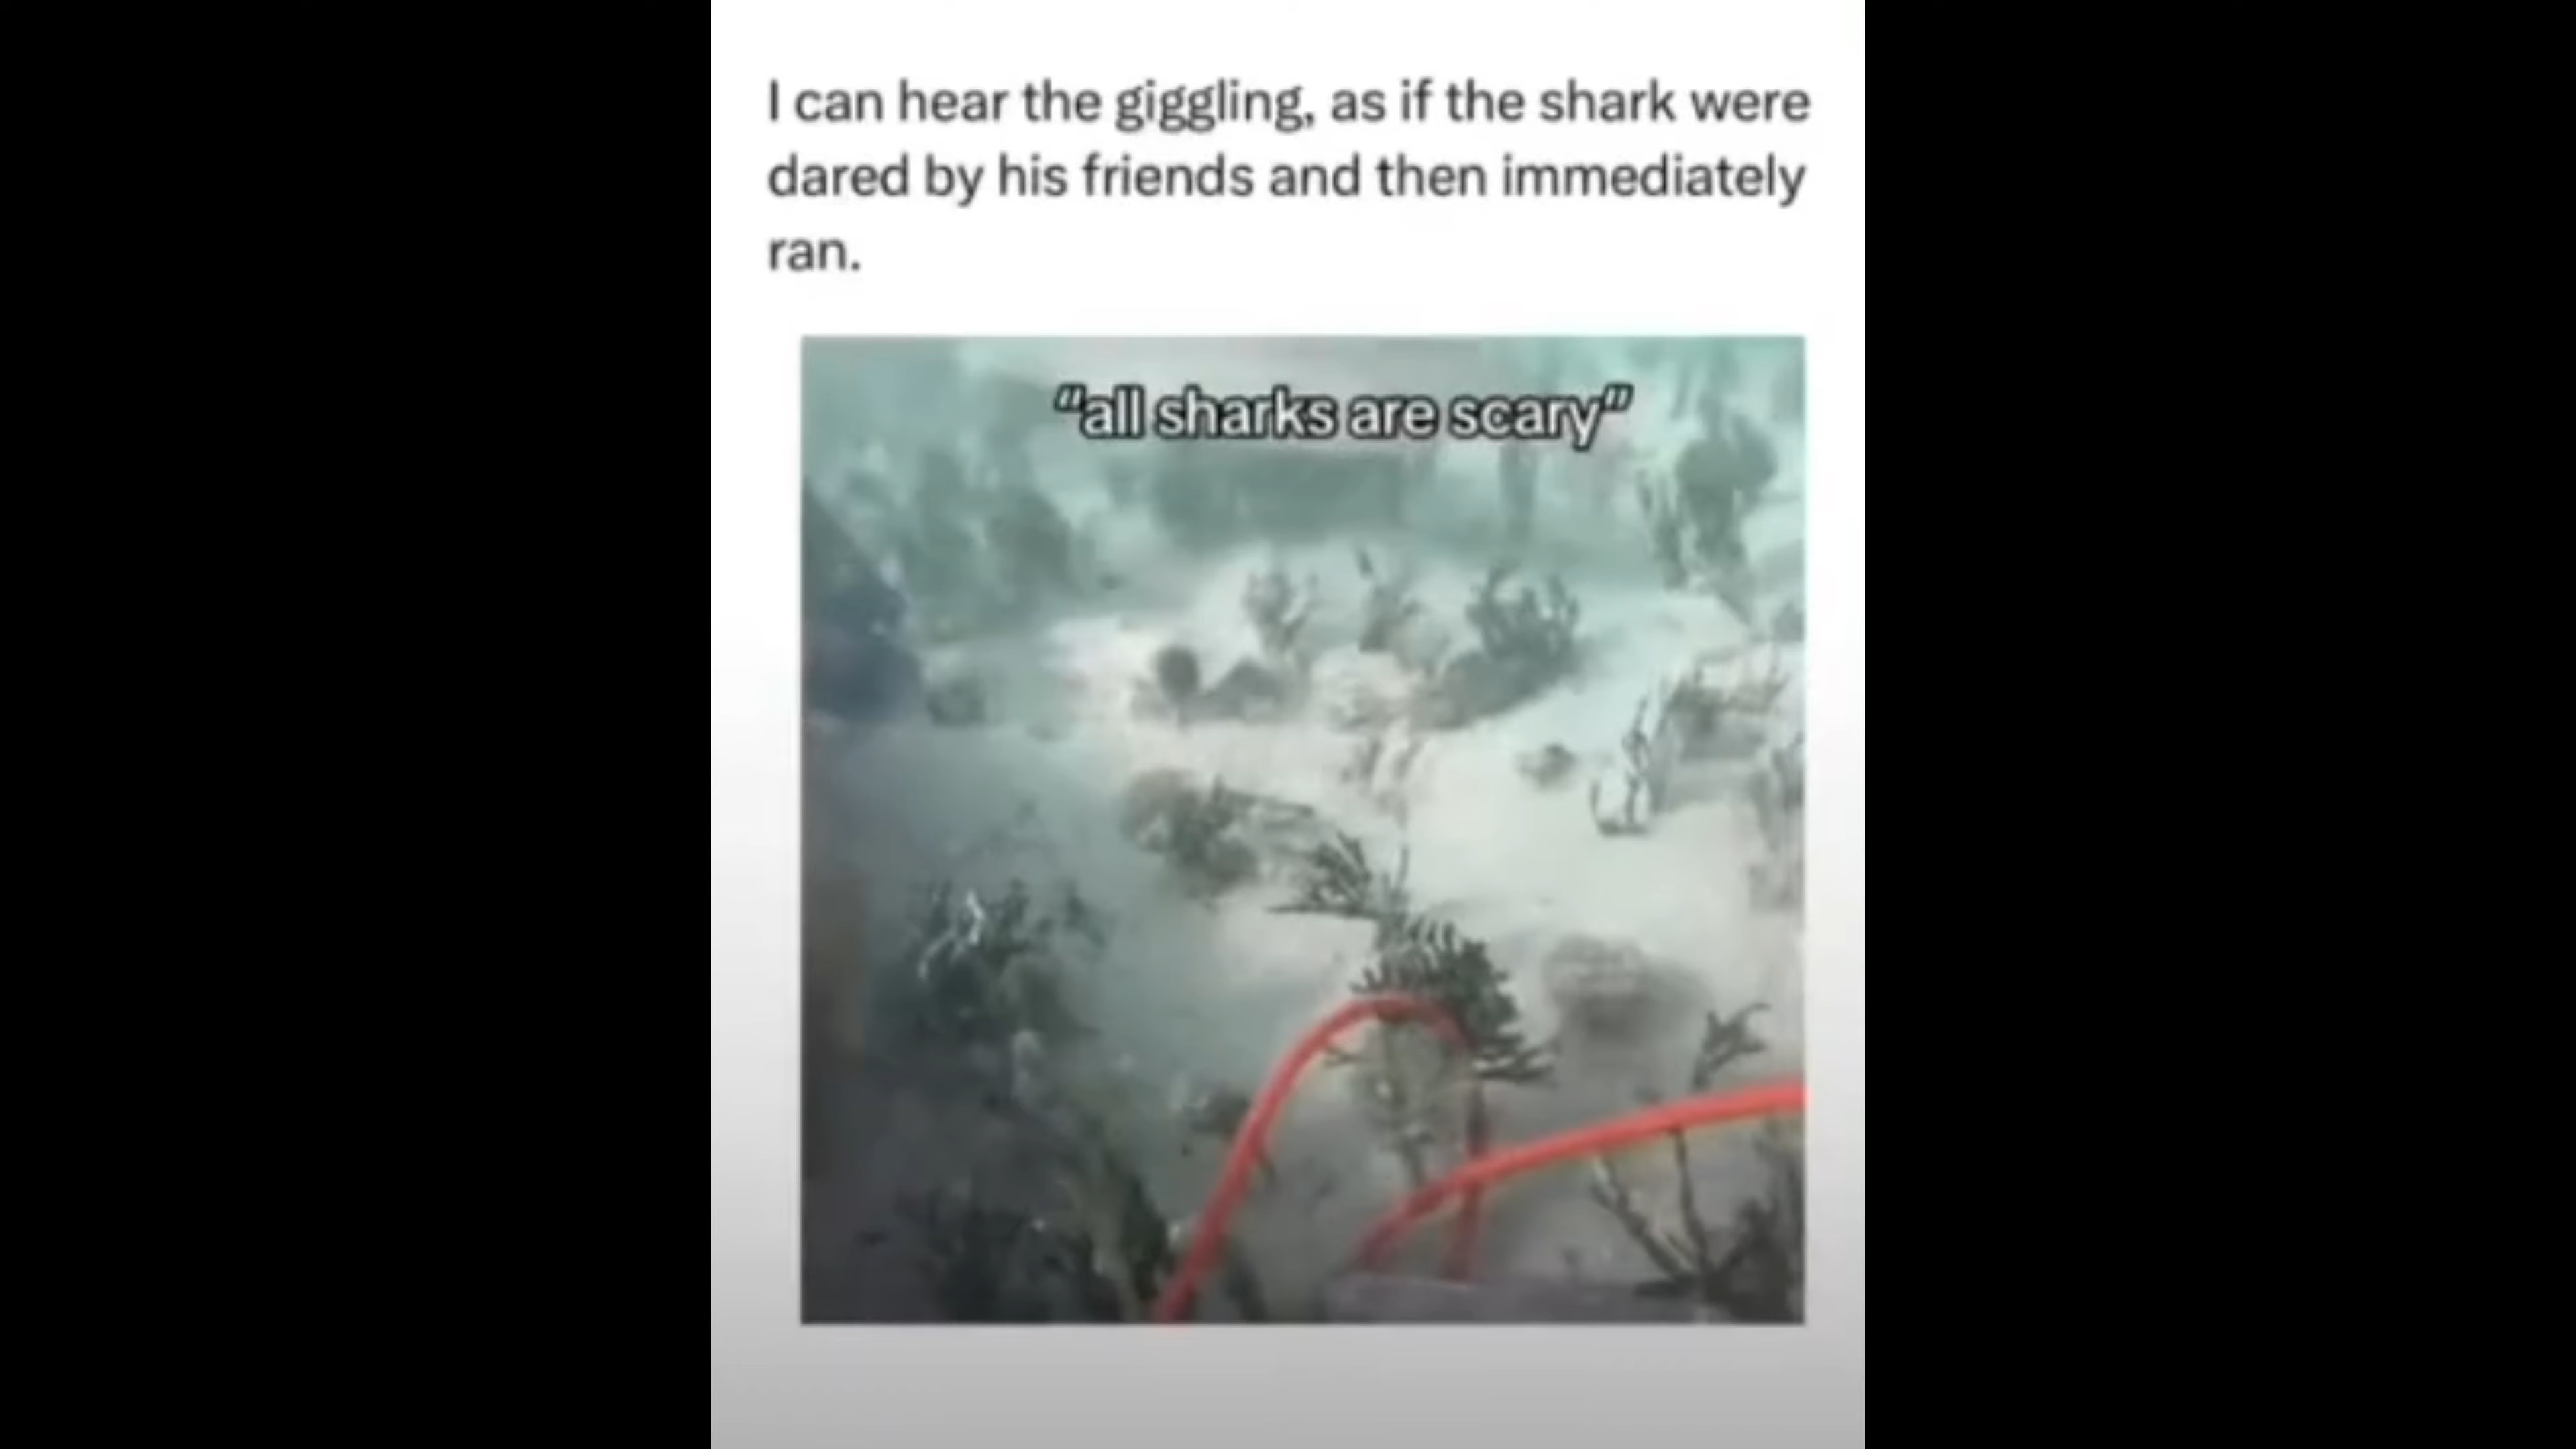 I can hear the giggling, as if the shark were
dared by his friends and then immediately
ran.
"all sharks are scary"